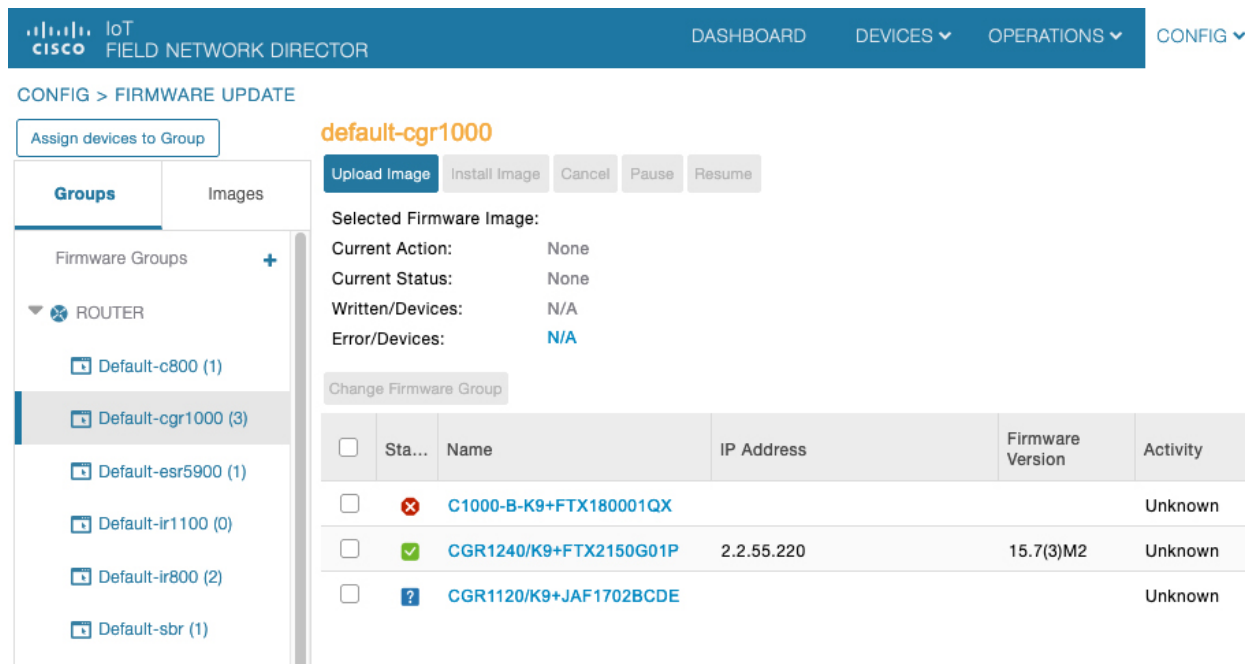 IoT
CISCO FIELD NETWORK DIRECTOR
DASHBOARD DEVICES OPERATIONS CONFIG
CONFIG > FIRMWARE UPDATE
Assign devices to Group
Groups Images
Firmware Groups +
ROUTER
Default-c800 (1)
Default-cgr1000 (3)
Default-esr5900 (1)
Default-ir1100 (0)
Default-ir800 (2)
Default-sbr (1)
default-cgr1000
Upload Image Install Image Cancel Pause Resume
Selected Firmware Image:
Current Action: None
Current Status: None
Written/Devices: N/A
Error/Devices: N/A
Change Firmware Group
Sta... Name IP Address Firmware Version Activity
C1000-B-K9+FTX180001QX Unknown
CGR1240/K9+FTX2150G01P 2.2.55.220 15.7(3)M2 Unknown
? CGR1120/K9+JAF1702BCDE Unknown